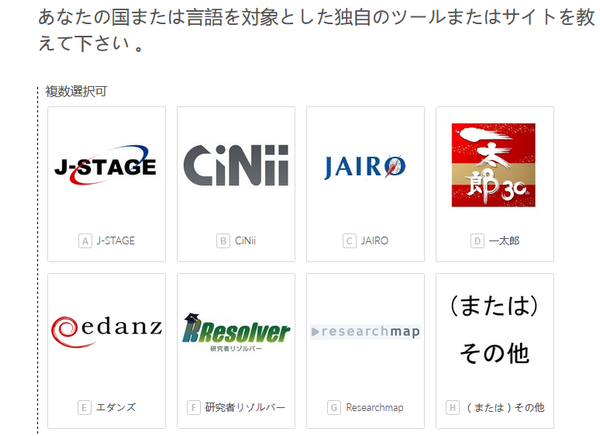 あなたの国または言語を対象とした独自のツールまたはサイトを教
えて下さい 。
複数選択可
J-STAGE
CiNii
JAIRO
一太郎 30
A J-STAGE
B CiNii
C JAIRO
D 一太郎
edanz
RResolver
研究者リゾルバー
researchmap
(または)
その他
E エダンズ
F 研究者リゾルバー
G Researchmap
H ( または ) その他